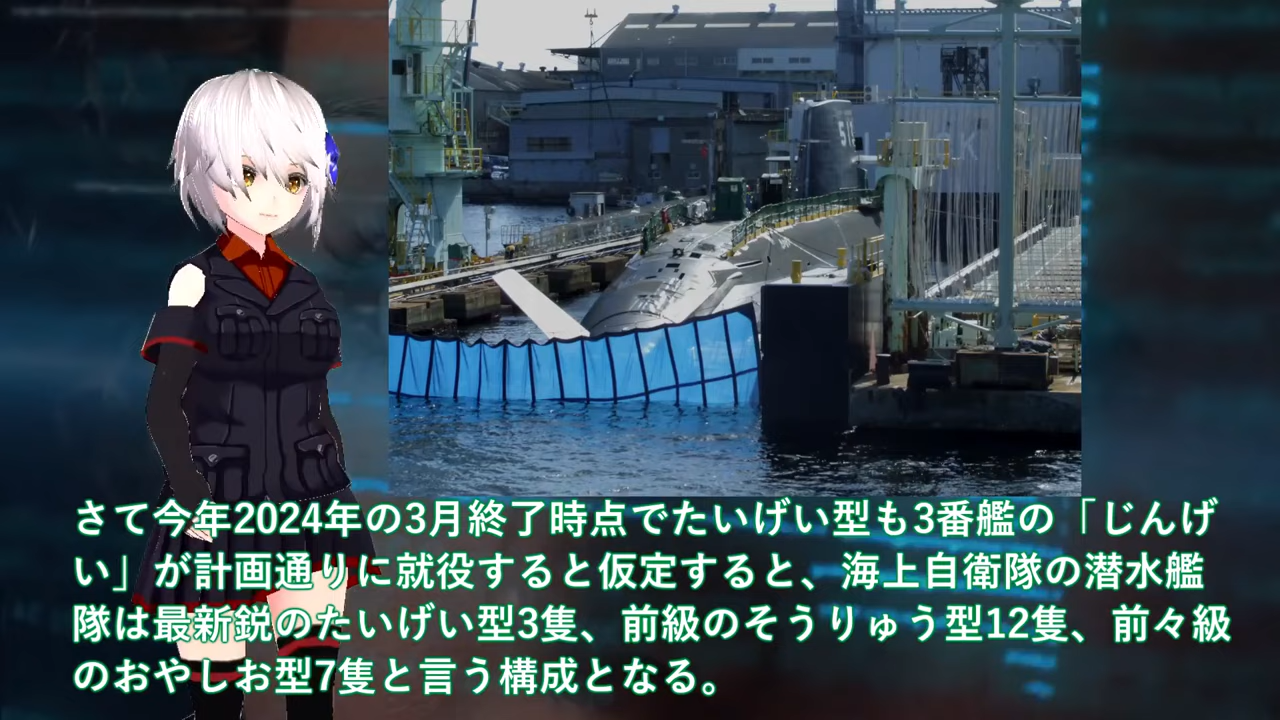 さて今年2024年の3月終了時点でたいげい型も3番艦の「じんげ
い」が計画通りに就役すると仮定すると、海上自衛隊の潜水艦
隊は最新鋭のたいげい型3隻、前級のそうりゅう型12隻、前々級
のおやしお型7隻と言う構成となる。